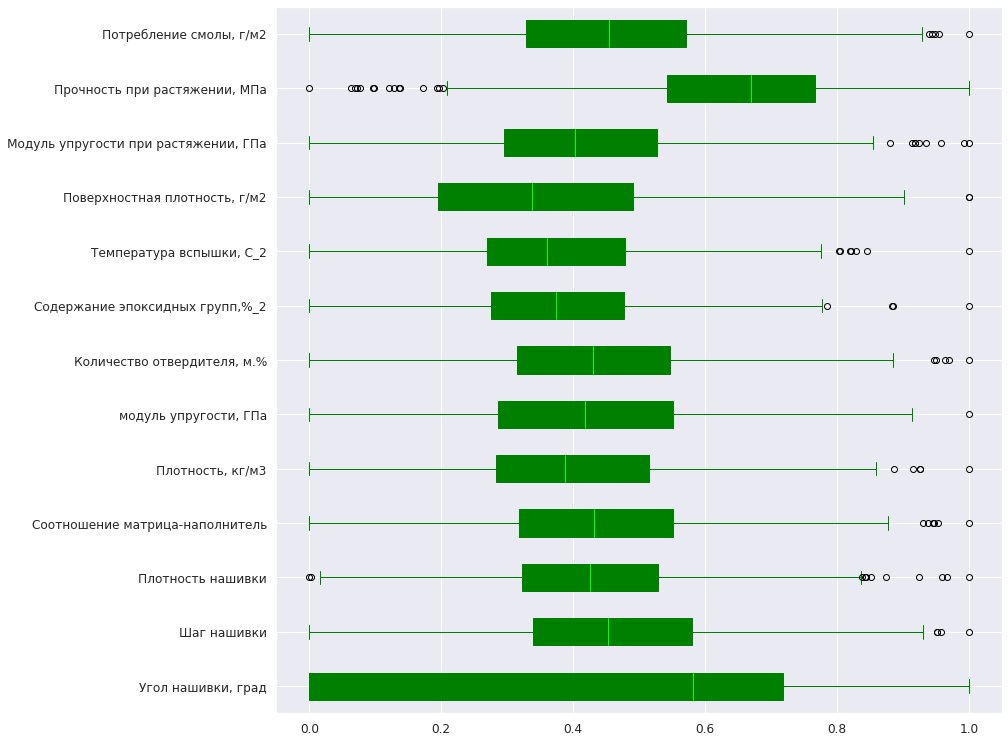 Потребление смолы, г/м2
Прочность при растяжении, МПа
Модуль упругости при растяжении, ГПа
Поверхностная плотность, г/м2
Температура вспышки, С_2
Содержание эпоксидных групп,%_2
Количество отвердителя, м.%
модуль упругости, ГПа
Плотность, кг/м3
Соотношение матрица-наполнитель
Плотность нашивки
Шаг нашивки
Угол нашивки, град
0.0 0.2 0.4 0.6 0.8 1.0